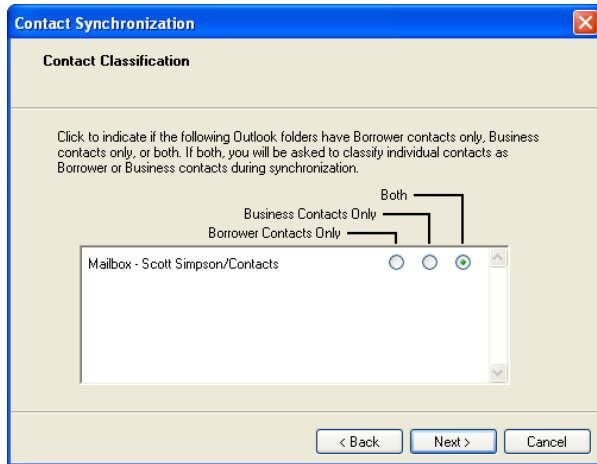 Contact Synchronization
Contact Classification
Click to indicate if the following Outlook folders have Borrower contacts only, Business
contacts only, or both. If both, you will be asked to classify individual contacts as
Borrower or Business contacts during synchronization.
Both
Business Contacts Only
Borrower Contacts Only
Mailbox - Scott Simpson/Contacts
< Back
Next >
Cancel